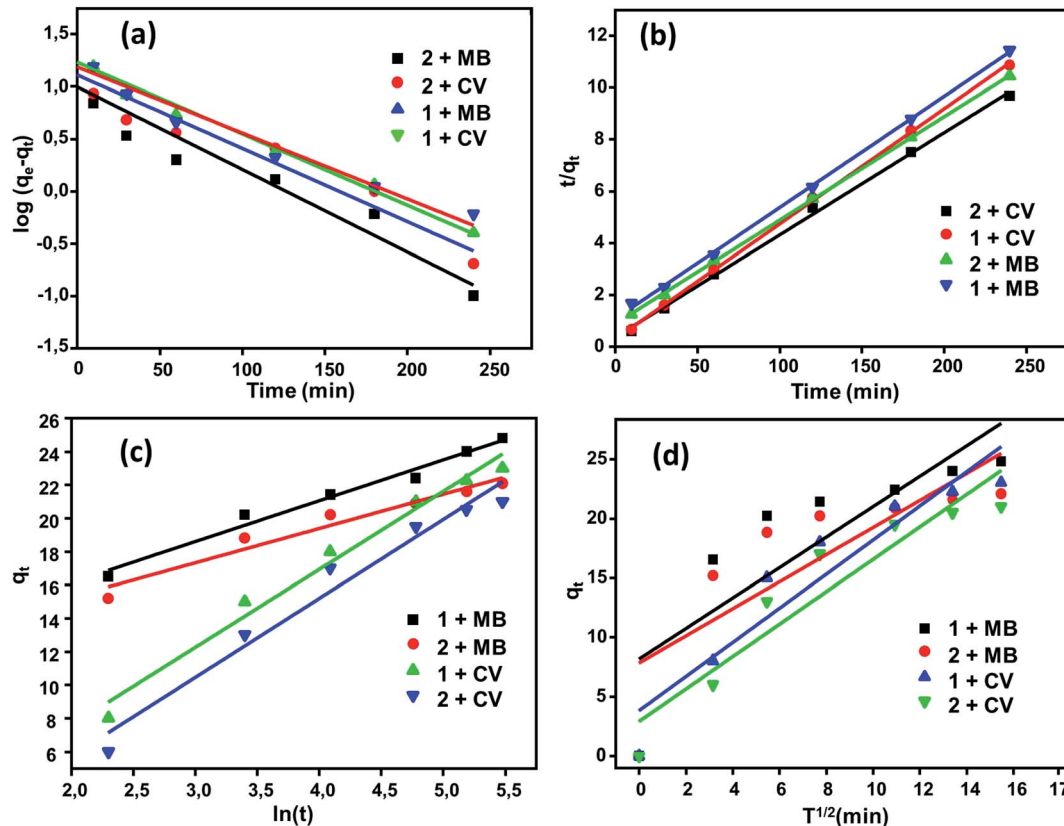 (a)
2 + MB
2 + CV
1 + MB
1 + CV
1,5
1,0
0,5
0,0
-0,5
-1,0
-1,5
log (qₑ-qₜ)
0 50 100 150 200 250
Time (min)
(b)
12
10
8
6
4
2
0
t/qₜ
2 + CV
1 + CV
2 + MB
1 + MB
0 50 100 150 200 250
Time (min)
(c)
26
24
22
20
18
16
14
12
10
8
6
qₜ
1 + MB
2 + MB
1 + CV
2 + CV
2,0 2,5 3,0 3,5 4,0 4,5 5,0 5,5
ln(t)
(d)
25
20
15
10
5
0
qₜ
1 + MB
2 + MB
1 + CV
2 + CV
0 2 4 6 8 10 12 14 16 17
T¹/²(min)